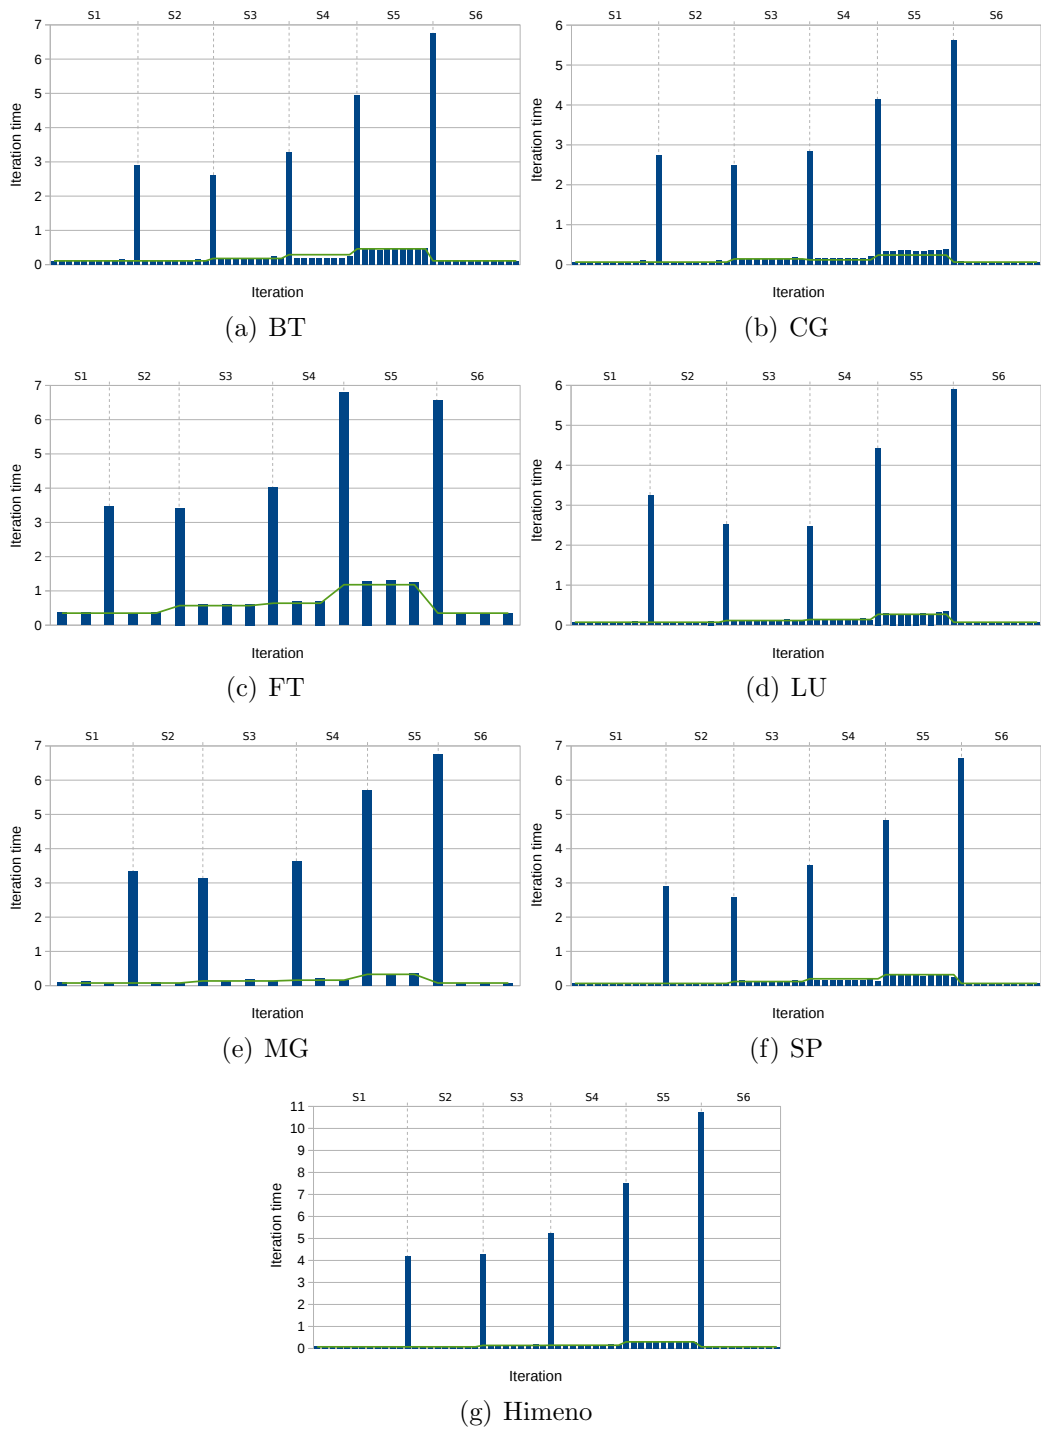 S1 S2 S3 S4 S5 S6
7
6
5
4
3
2
1
0
Iteration time
Iteration
(a) BT
S1 S2 S3 S4 S5 S6
6
5
4
3
2
1
0
Iteration time
Iteration
(b) CG
S1 S2 S3 S4 S5 S6
7
6
5
4
3
2
1
0
Iteration time
Iteration
(c) FT
S1 S2 S3 S4 S5 S6
6
5
4
3
2
1
0
Iteration time
Iteration
(d) LU
S1 S2 S3 S4 S5 S6
7
6
5
4
3
2
1
0
Iteration time
Iteration
(e) MG
S1 S2 S3 S4 S5 S6
7
6
5
4
3
2
1
0
Iteration time
Iteration
(f) SP
S1 S2 S3 S4 S5 S6
11
10
9
8
7
6
5
4
3
2
1
0
Iteration time
Iteration
(g) Himeno